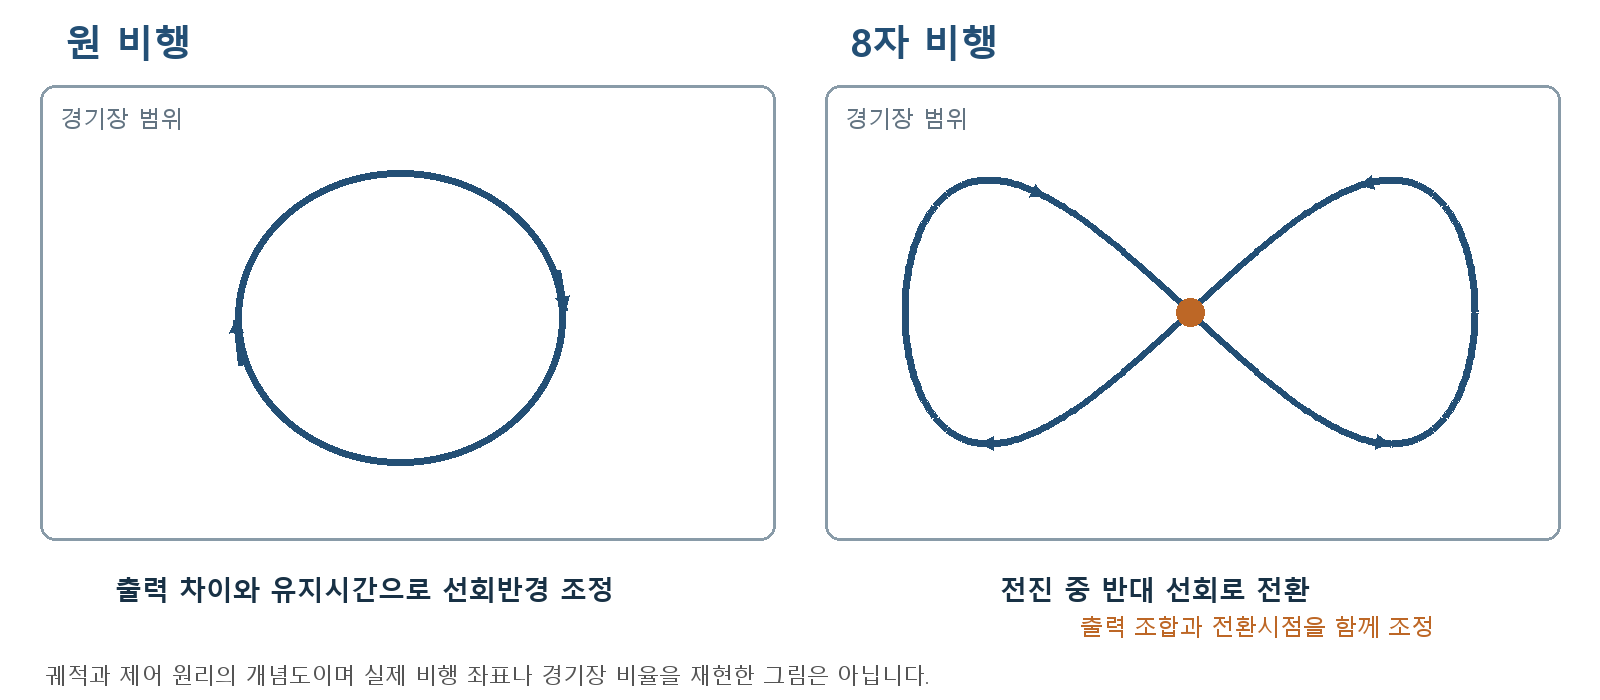 원 비행
8자 비행
경기장 범위
경기장 범위
출력 차이와 유지시간으로 선회반경 조정
전진 중 반대 선회로 전환
출력 조합과 전환시점을 함께 조정
궤적과 제어 원리의 개념도이며 실제 비행 좌표나 경기장 비율을 재현한 그림은 아닙니다.